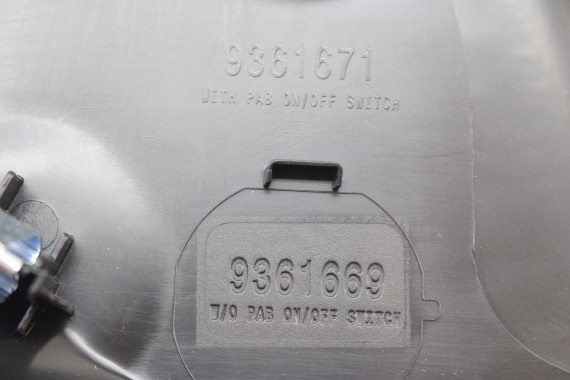 9361671
WITH PAB ON/OFF SWITCH
9361669
W/O PAB ON/OFF SWITCH